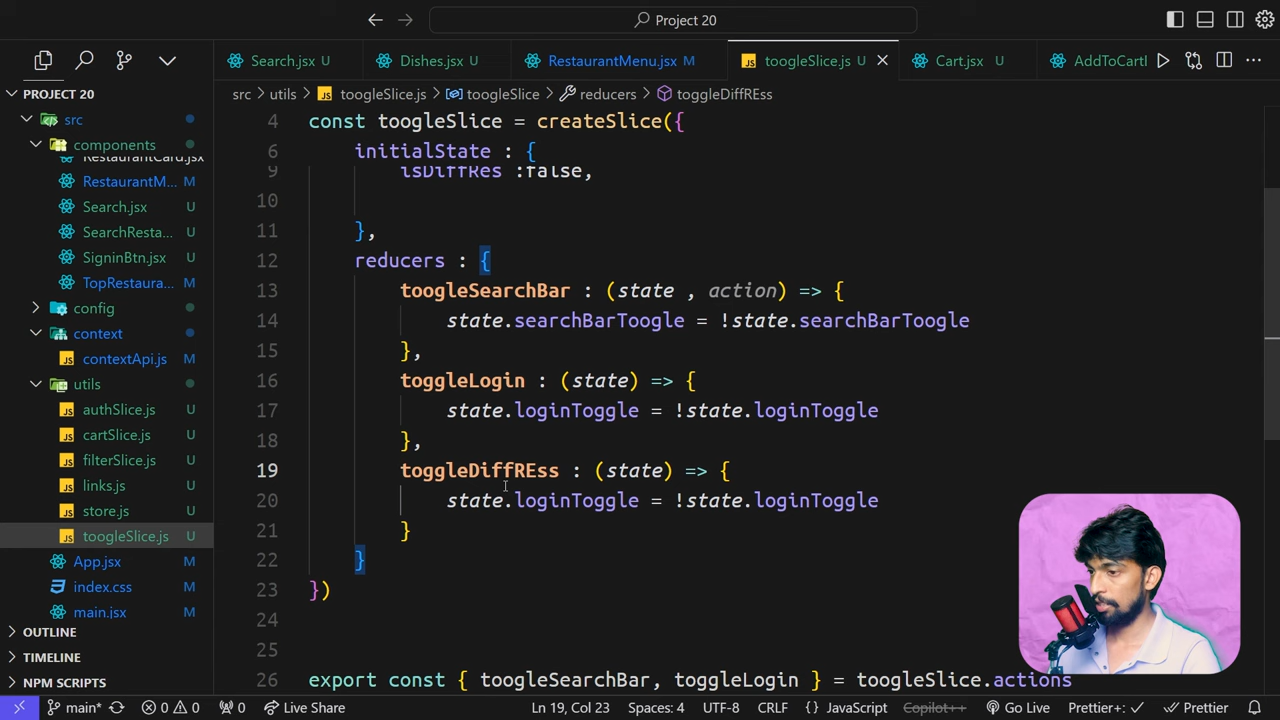 Project 20
Search.jsx U
Dishes.jsx U
RestaurantMenu.jsx M
toogleSlice.js U
Cart.jsx U
AddToCartI
PROJECT 20
src > utils > toogleSlice.js > toogleSlice > reducers > toggleDiffREss
src
components
RestaurantCard.jsx
RestaurantM... M
Search.jsx U
SearchResta... U
SigninBtn.jsx U
TopRestaura... M
config
context
contextApi.js M
utils
authSlice.js U
cartSlice.js U
filterSlice.js U
links.js U
store.js U
toogleSlice.js U
App.jsx M
index.css M
main.jsx M
OUTLINE
TIMELINE
NPM SCRIPTS
4 const toogleSlice = createSlice({
6 initialState : {
9 isDiffRes :false,
10
11 },
12 reducers : {
13 toogleSearchBar : (state , action) => {
14 state.searchBarToogle = !state.searchBarToogle
15 },
16 toggleLogin : (state) => {
17 state.loginToggle = !state.loginToggle
18 },
19 toggleDiffREss : (state) => {
20 state.loginToggle = !state.loginToggle
21 }
22 }
23 })
24
25
26 export const { toogleSearchBar, toggleLogin } = toogleSlice.actions
main* 0 0 0 Live Share Ln 19, Col 23 Spaces: 4 UTF-8 CRLF {} JavaScript Copilot++ Go Live Prettier+: Prettier